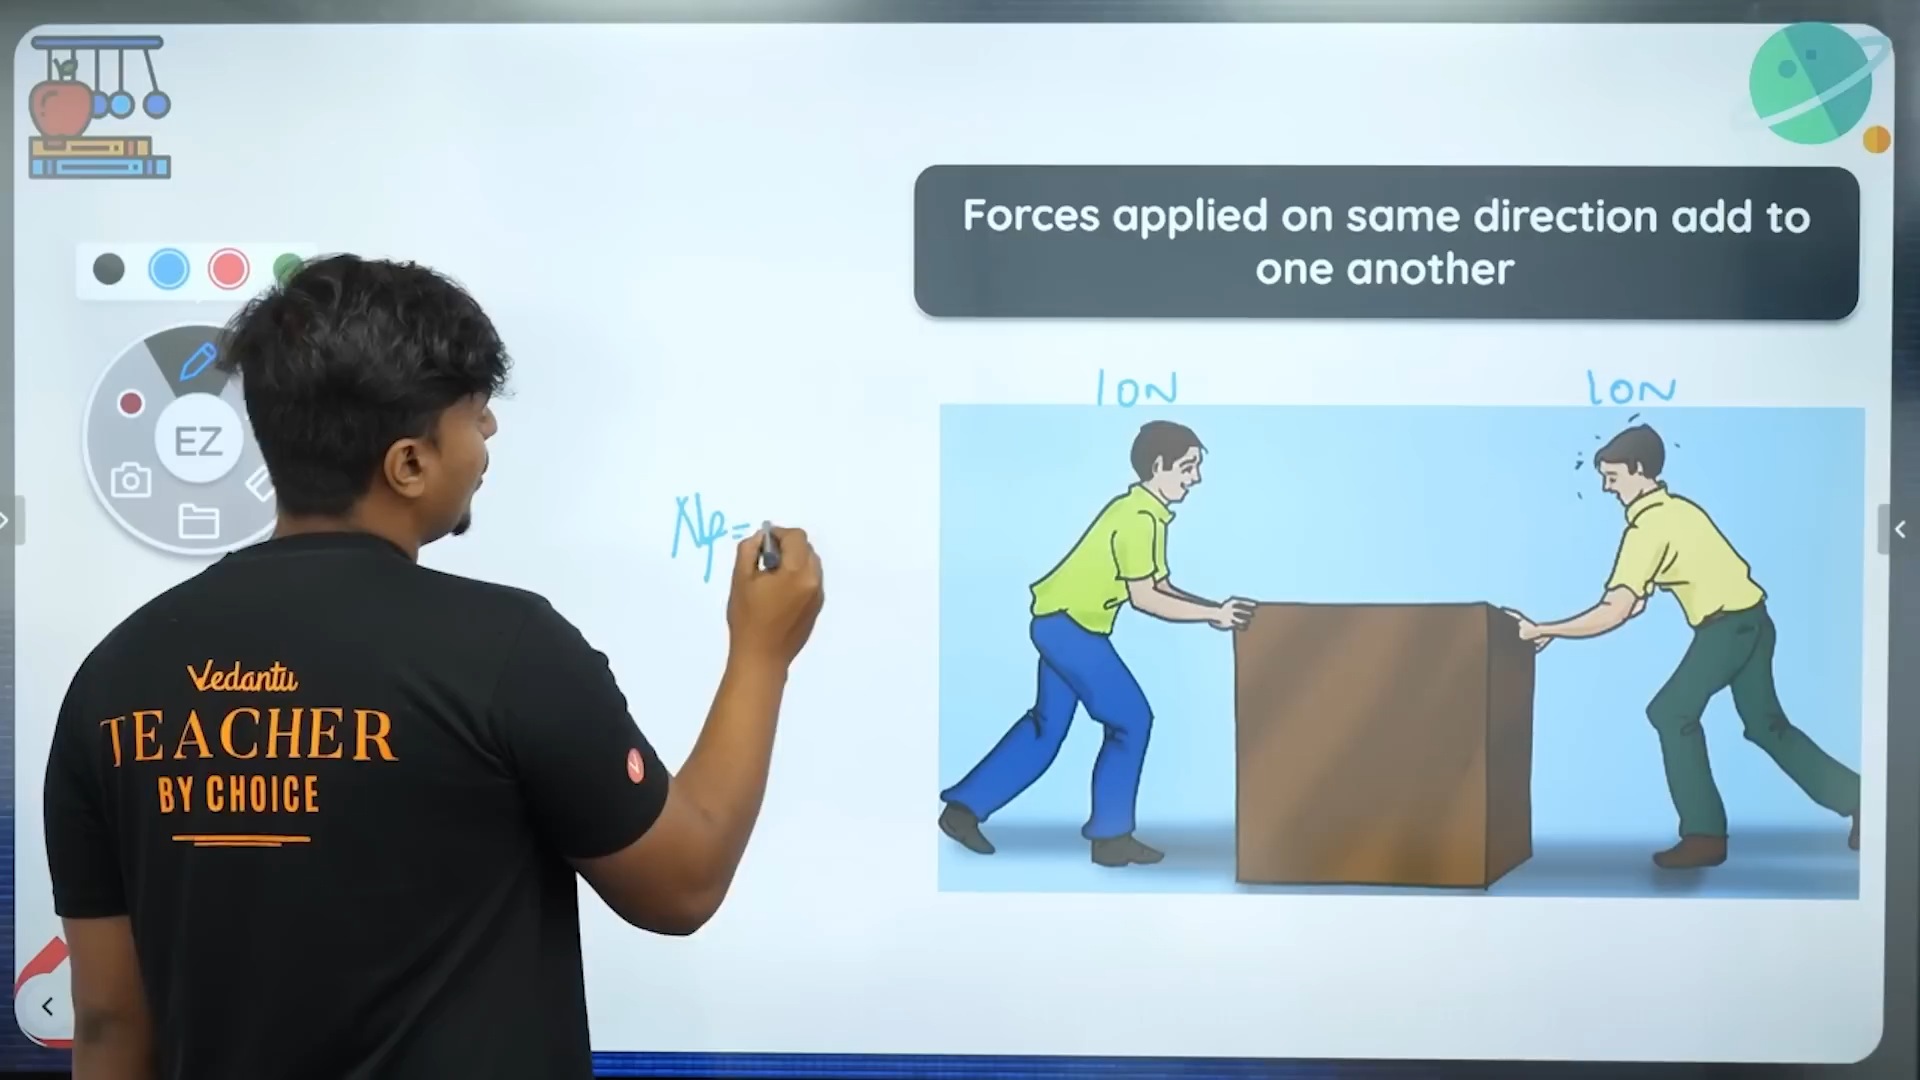 Forces applied on same direction add to
one another
10N
10N
EZ
Vedantu
TEACHER
BY CHOICE